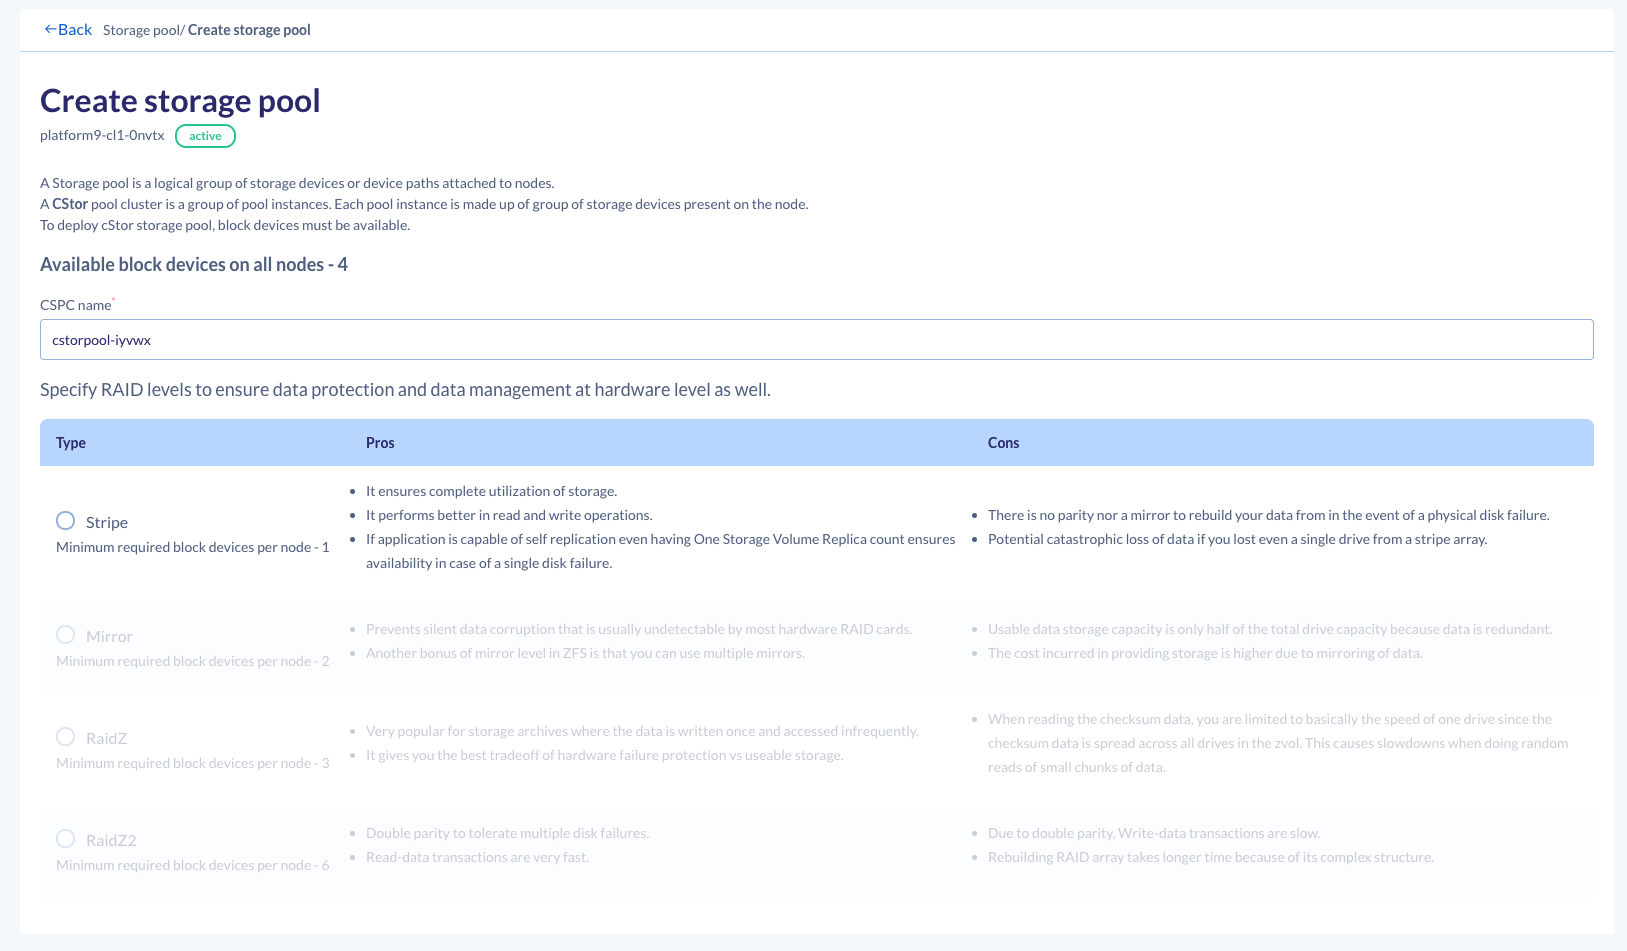 ←Back Storage pool/ Create storage pool
Create storage pool
platform9-cl1-0nvtx active
A Storage pool is a logical group of storage devices or device paths attached to nodes.
A CStor pool cluster is a group of pool instances. Each pool instance is made up of group of storage devices present on the node.
To deploy cStor storage pool, block devices must be available.
Available block devices on all nodes - 4
CSPC name*
cstorpool-iyvwx
Specify RAID levels to ensure data protection and data management at hardware level as well.
Type Pros Cons
Stripe
Minimum required block devices per node - 1
• It ensures complete utilization of storage.
• It performs better in read and write operations.
• If application is capable of self replication even having One Storage Volume Replica count ensures
availability in case of a single disk failure.
• There is no parity nor a mirror to rebuild your data from in the event of a physical disk failure.
• Potential catastrophic loss of data if you lost even a single drive from a stripe array.
Mirror
Minimum required block devices per node - 2
• Prevents silent data corruption that is usually undetectable by most hardware RAID cards.
• Another bonus of mirror level in ZFS is that you can use multiple mirrors.
• Usable data storage capacity is only half of the total drive capacity because data is redundant.
• The cost incurred in providing storage is higher due to mirroring of data.
RaidZ
Minimum required block devices per node - 3
• Very popular for storage archives where the data is written once and accessed infrequently.
• It gives you the best tradeoff of hardware failure protection vs useable storage.
• When reading the checksum data, you are limited to basically the speed of one drive since the
checksum data is spread across all drives in the zvol. This causes slowdowns when doing random
reads of small chunks of data.
RaidZ2
Minimum required block devices per node - 6
• Double parity to tolerate multiple disk failures.
• Read-data transactions are very fast.
• Due to double parity, Write-data transactions are slow.
• Rebuilding RAID array takes longer time because of its complex structure.